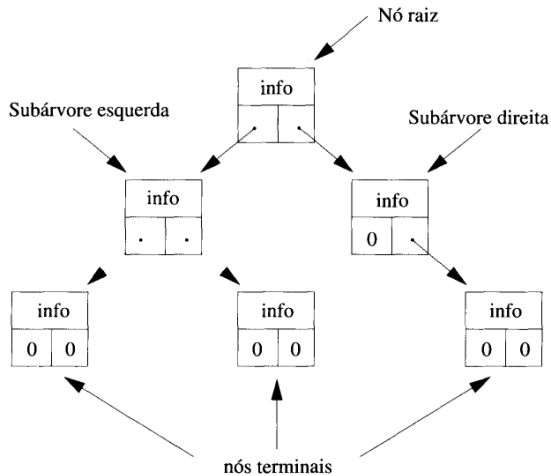 Nó raiz
info
Subárvore esquerda
Subárvore direita
info
info
0
info
info
info
0 0
0 0
0 0
nós terminais